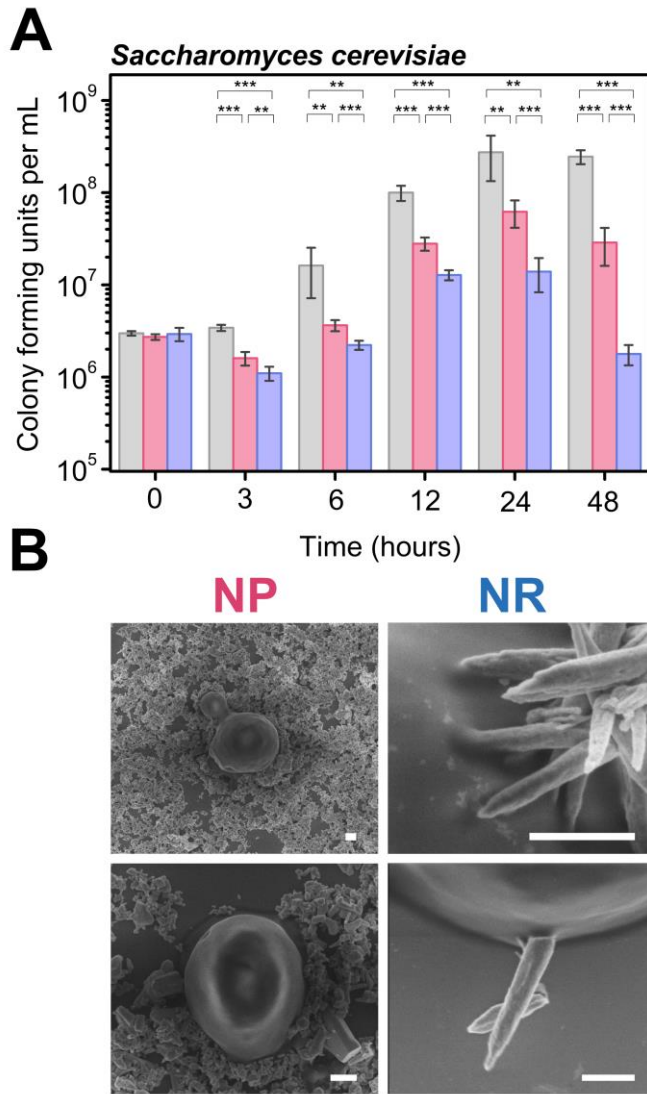 A
Saccharomyces cerevisiae
*** ** *** ** ***
*** ** ** *** *** *** ** *** *** ***
Colony forming units per mL
10⁹
10⁸
10⁷
10⁶
10⁵
0 3 6 12 24 48
Time (hours)
B
NP NR